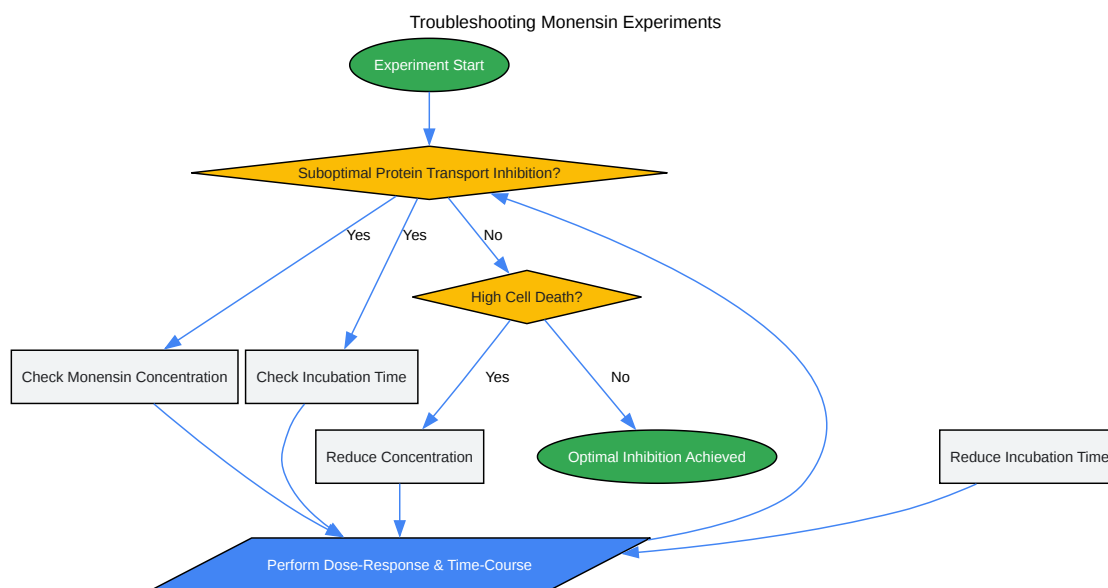 Troubleshooting Monensin Experiments
Experiment Start
Suboptimal Protein Transport Inhibition?
Yes
Yes
No
High Cell Death?
Check Monensin Concentration
Check Incubation Time
Yes
No
Reduce Concentration
Optimal Inhibition Achieved
Reduce Incubation Time
Perform Dose-Response & Time-Course